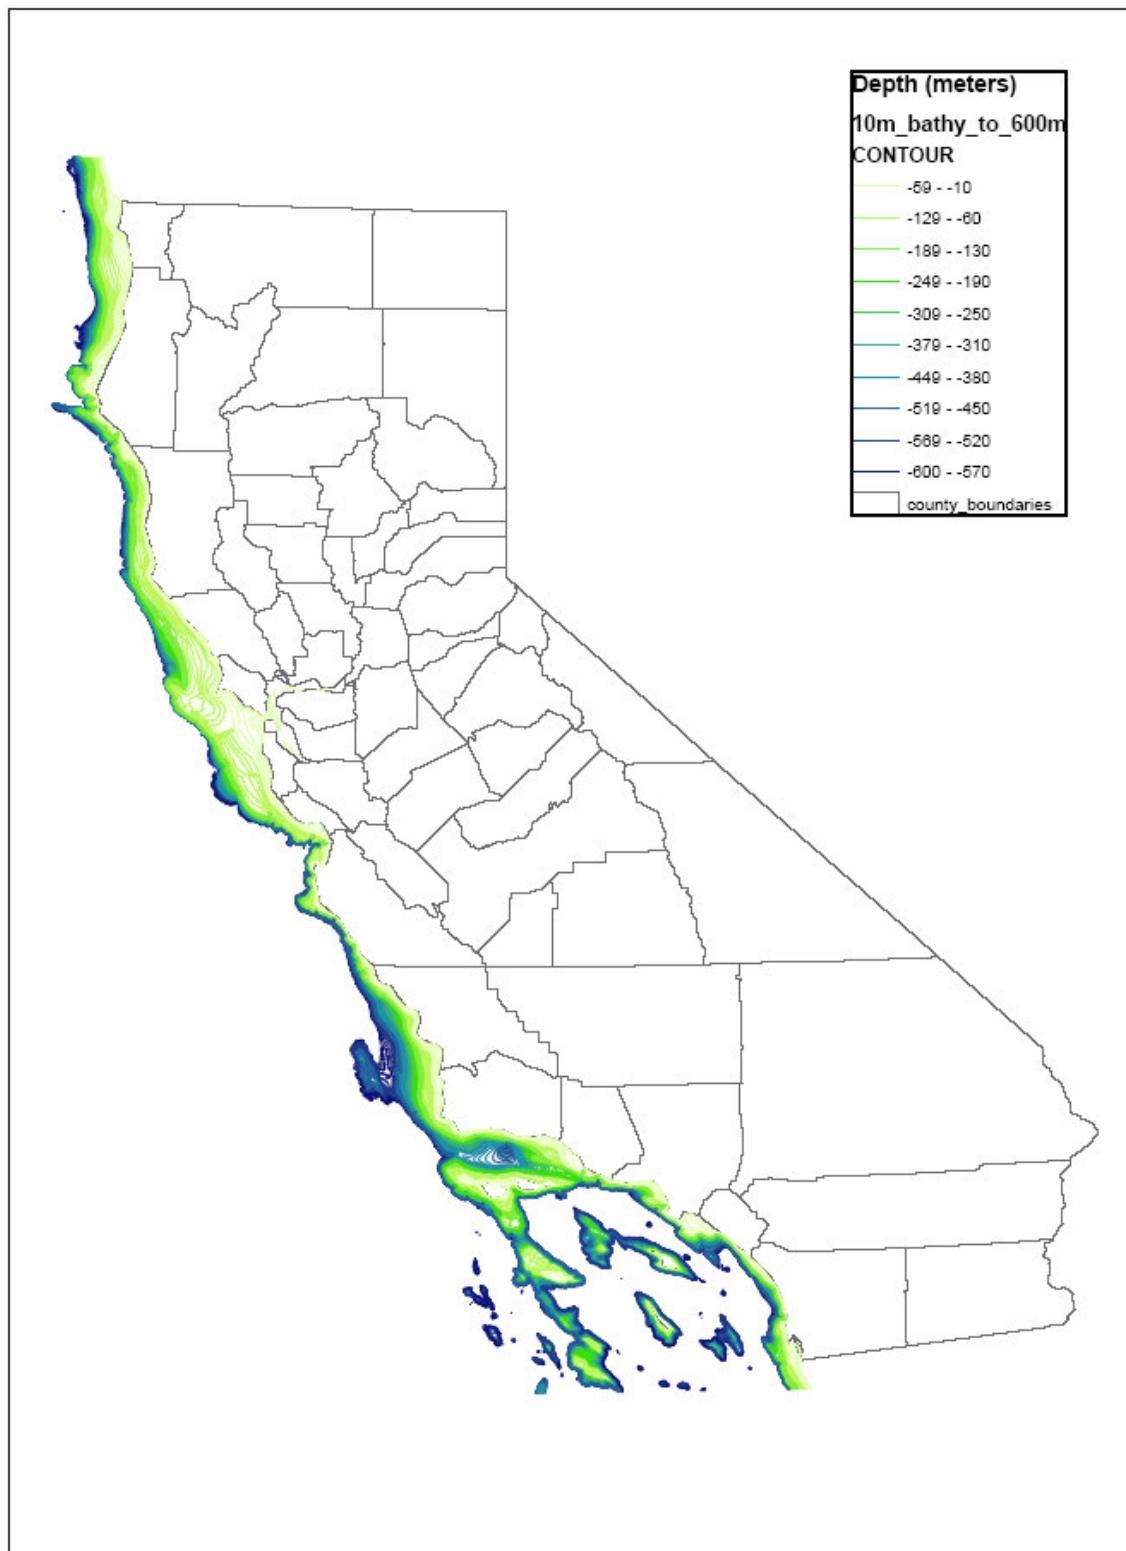 Depth (meters)
10m_bathy_to_600m
CONTOUR
-59 - -10
-129 - -60
-189 - -130
-249 - -190
-309 - -250
-379 - -310
-449 - -380
-519 - -450
-569 - -520
-600 - -570
county_boundaries